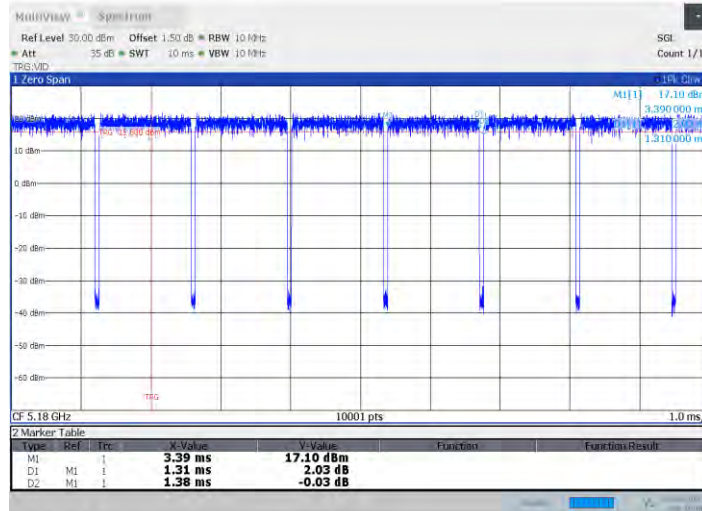 MultiView Spectrum
Ref Level 30.00 dBm Offset 1.50 dB RBW 10 MHz SGL
Att 35 dB SWT 10 ms VBW 10 MHz Count 1/1
TRG:VID
1 Zero Span 1Pk Clrw
M1[1] 17.10 dBm
3.390 000 m
1.310 000 m
10 dBm
0 dBm
-10 dBm
-20 dBm
-30 dBm
-40 dBm
-50 dBm
-60 dBm
TRG
CF 5.18 GHz 10001 pts 1.0 ms
2 Marker Table
Type Ref Trc X-Value Y-Value Function Function Result
M1 1 3.39 ms 17.10 dBm
D1 M1 1 1.31 ms 2.03 dB
D2 M1 1 1.38 ms -0.03 dB